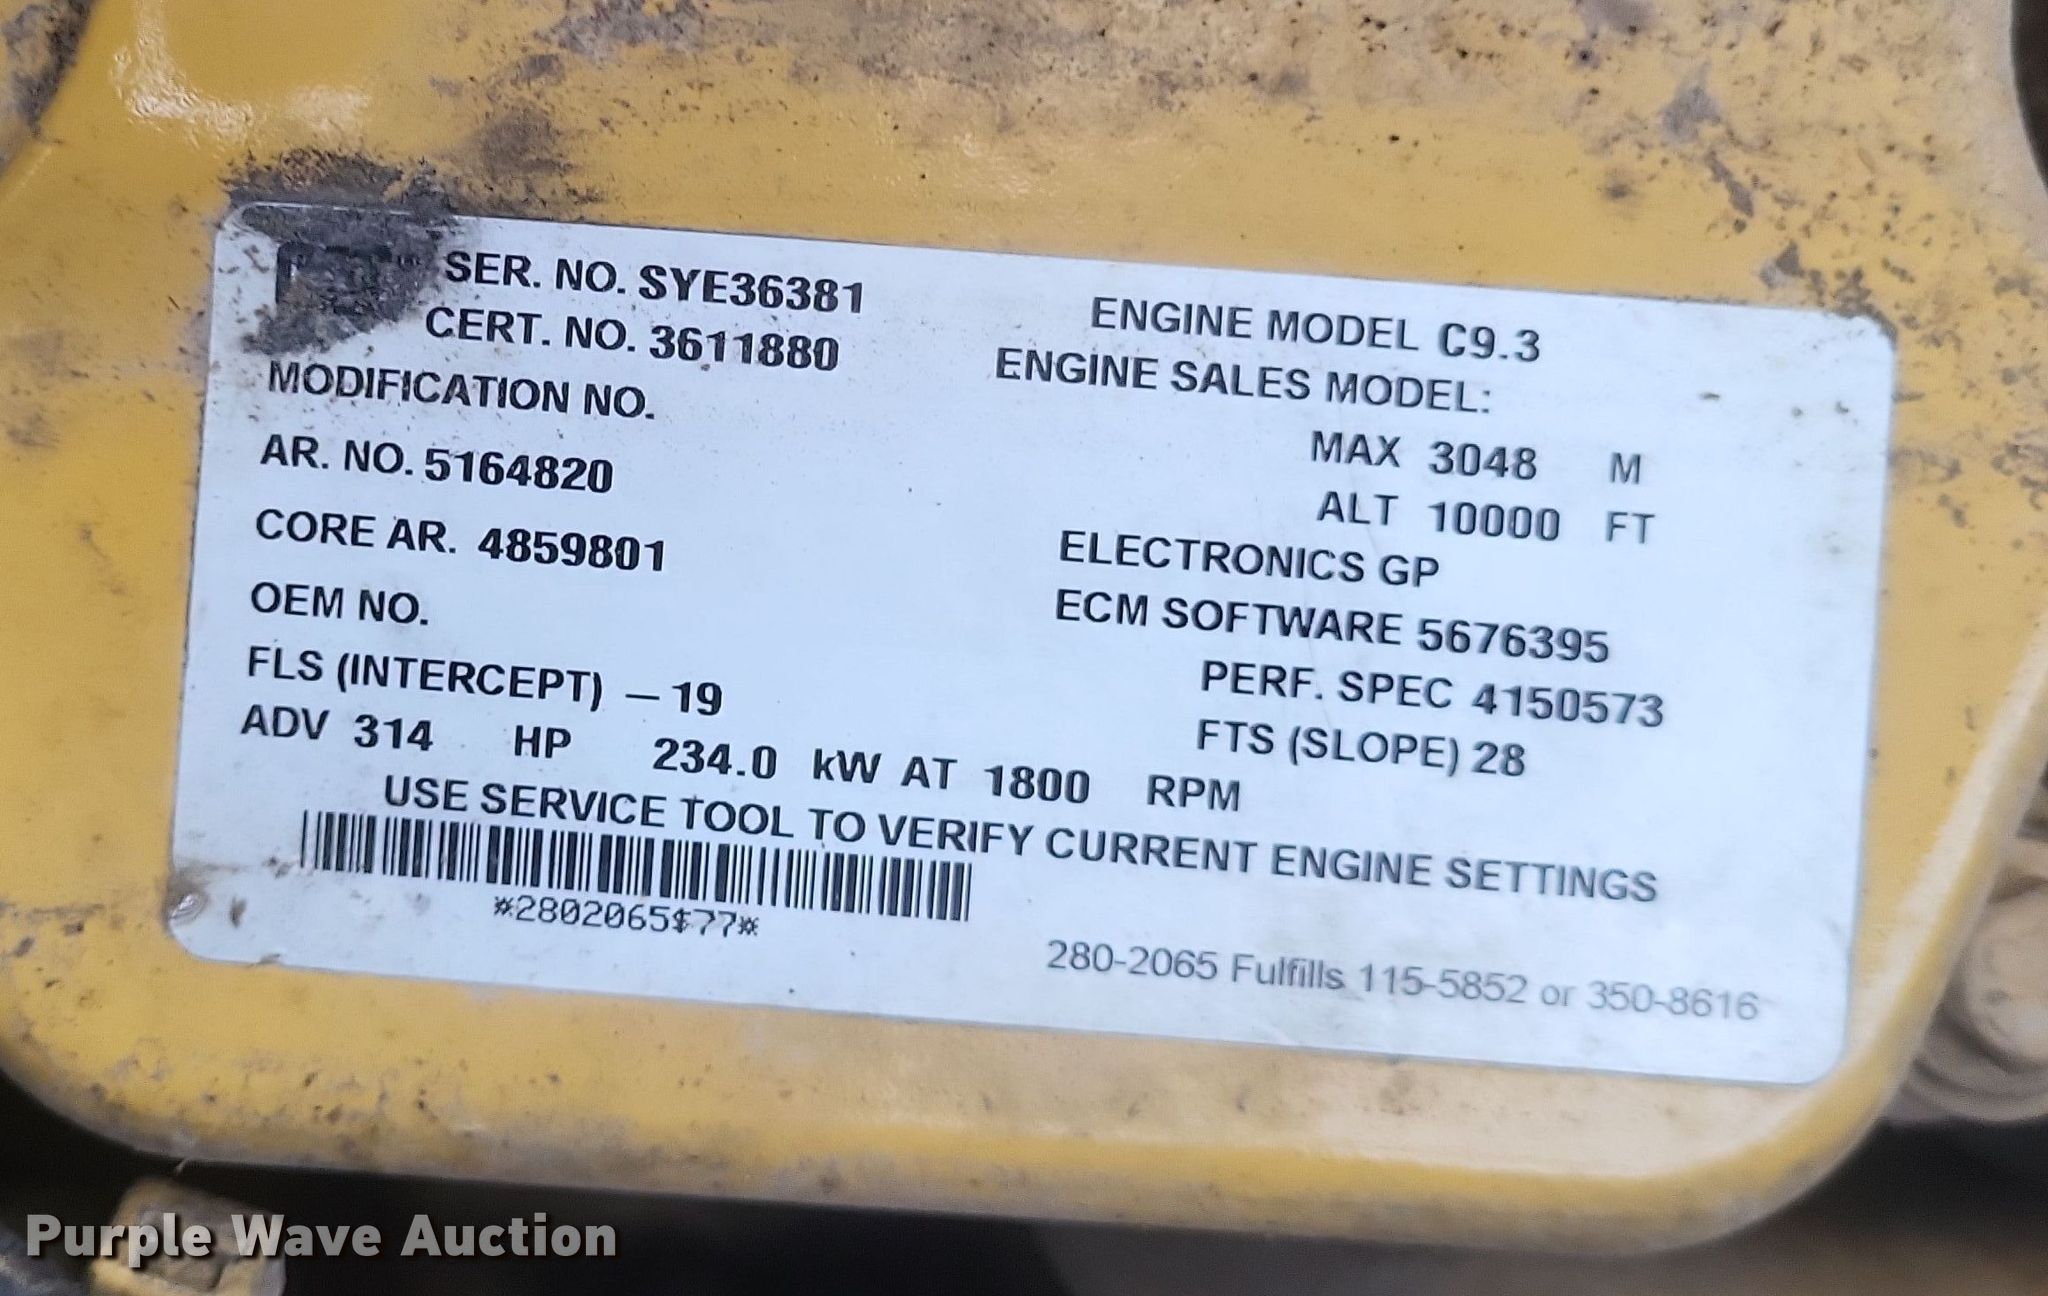 SER. NO. SYE36381
CERT. NO. 3611880
MODIFICATION NO.
AR. NO. 5164820
CORE AR. 4859801
OEM NO.
FLS (INTERCEPT) –19
ADV 314 HP 234.0 kW AT 1800 RPM
ENGINE MODEL C9.3
ENGINE SALES MODEL:
MAX 3048 M
ALT 10000 FT
ELECTRONICS GP
ECM SOFTWARE 5676395
PERF. SPEC 4150573
FTS (SLOPE) 28
USE SERVICE TOOL TO VERIFY CURRENT ENGINE SETTINGS
*2802065$77*
280-2065 Fulfills 115-5852 or 350-8616
Purple Wave Auction